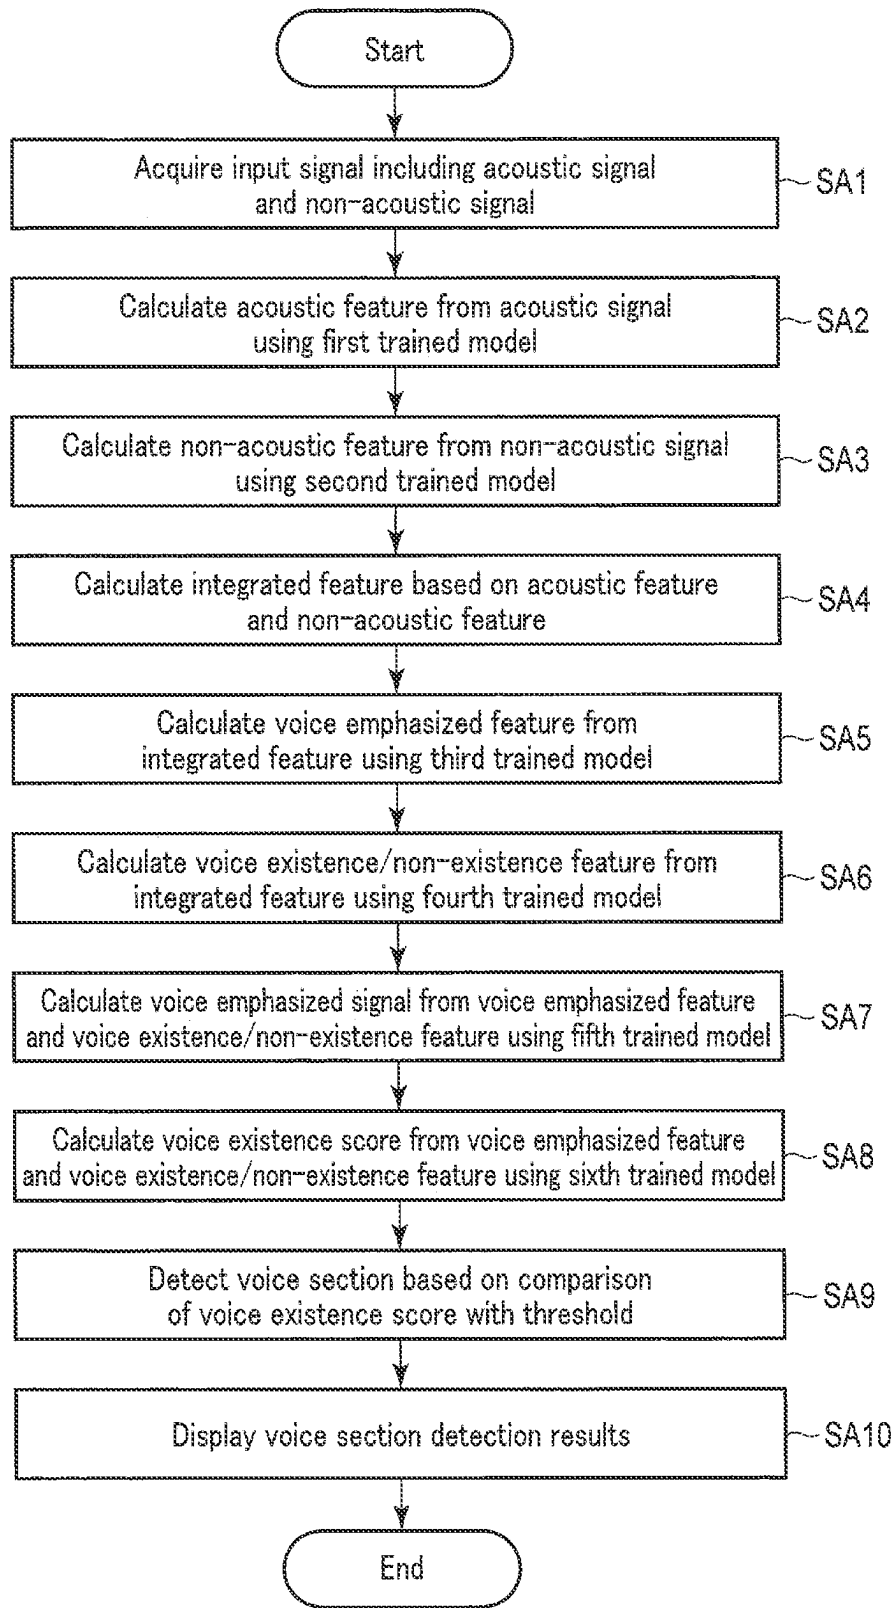 Start
Acquire input signal including acoustic signal
and non-acoustic signal
SA1
Calculate acoustic feature from acoustic signal
using first trained model
SA2
Calculate non-acoustic feature from non-acoustic signal
using second trained model
SA3
Calculate integrated feature based on acoustic feature
and non-acoustic feature
SA4
Calculate voice emphasized feature from
integrated feature using third trained model
SA5
Calculate voice existence/non-existence feature from
integrated feature using fourth trained model
SA6
Calculate voice emphasized signal from voice emphasized feature
and voice existence/non-existence feature using fifth trained model
SA7
Calculate voice existence score from voice emphasized feature
and voice existence/non-existence feature using sixth trained model
SA8
Detect voice section based on comparison
of voice existence score with threshold
SA9
Display voice section detection results
SA10
End